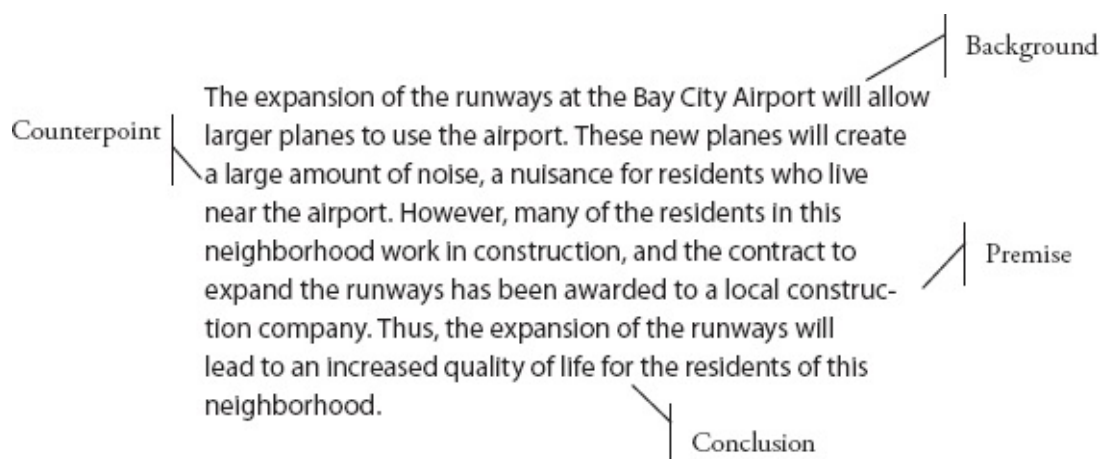 Background
The expansion of the runways at the Bay City Airport will allow
Counterpoint
larger planes to use the airport. These new planes will create
a large amount of noise, a nuisance for residents who live
near the airport. However, many of the residents in this
neighborhood work in construction, and the contract to
Premise
expand the runways has been awarded to a local construc-
tion company. Thus, the expansion of the runways will
lead to an increased quality of life for the residents of this
neighborhood.
Conclusion